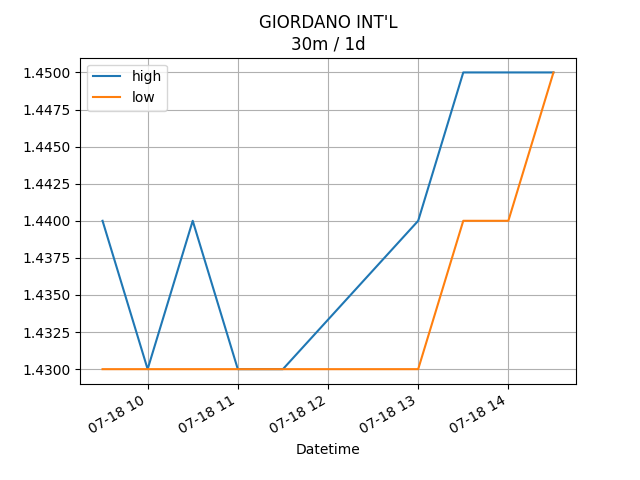 GIORDANO INT'L
30m / 1d
high
low
1.4500
1.4475
1.4450
1.4425
1.4400
1.4375
1.4350
1.4325
1.4300
07-18 10
07-18 11
07-18 12
07-18 13
07-18 14
Datetime